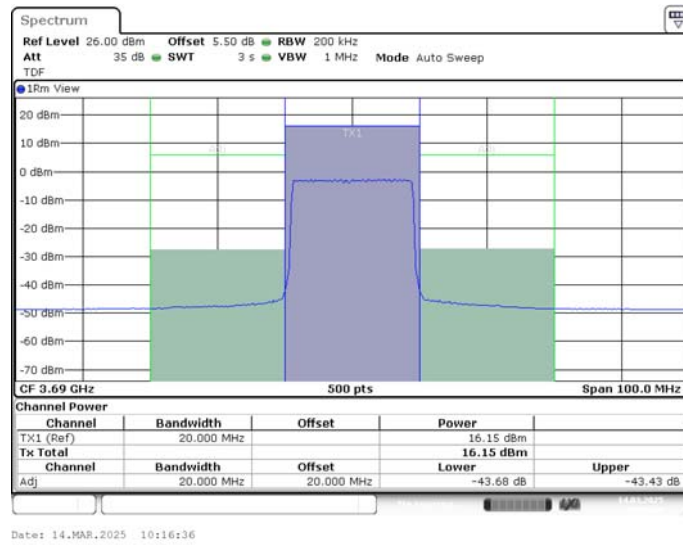 Spectrum
Ref Level 26.00 dBm Offset 5.50 dB RBW 200 kHz
Att 35 dB SWT 3 s VBW 1 MHz Mode Auto Sweep
TDF
1Rm View
20 dBm
10 dBm
0 dBm
-10 dBm
-20 dBm
-30 dBm
-40 dBm
-50 dBm
-60 dBm
-70 dBm
TX1
CF 3.69 GHz 500 pts Span 100.0 MHz
Channel Power
Channel Bandwidth Offset Power
TX1 (Ref) 20.000 MHz 16.15 dBm
Tx Total 16.15 dBm
Channel Bandwidth Offset Lower Upper
Adj 20.000 MHz 20.000 MHz -43.68 dB -43.43 dB
Date: 14.MAR.2025 10:16:36